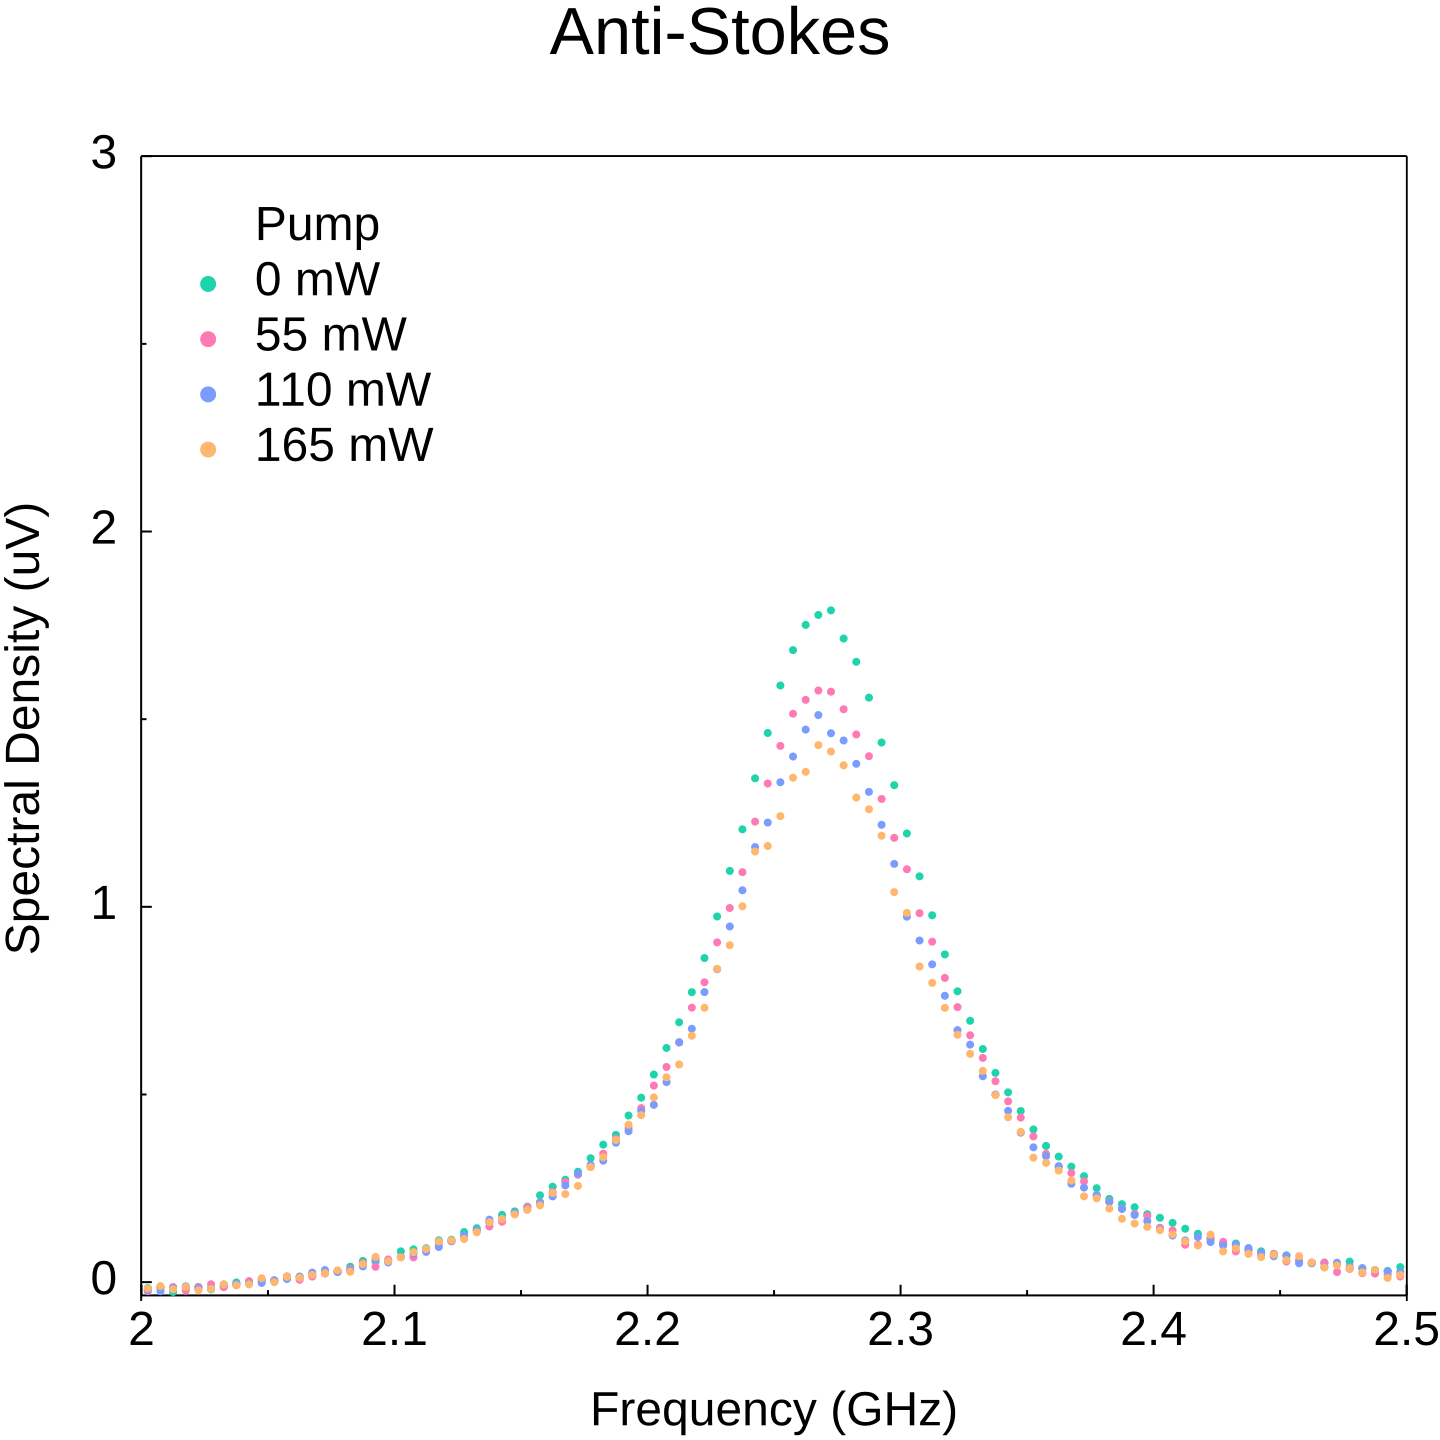 Anti-Stokes
3
Pump
0 mW
55 mW
110 mW
165 mW
2
1
0
Spectral Density (uV)
2
2.1
2.2
2.3
2.4
2.5
Frequency (GHz)